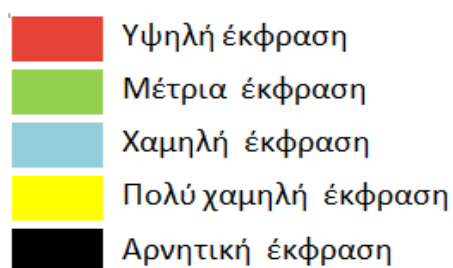 Υψηλή έκφραση
Μέτρια έκφραση
Χαμηλή έκφραση
Πολύ χαμηλή έκφραση
Αρνητική έκφραση